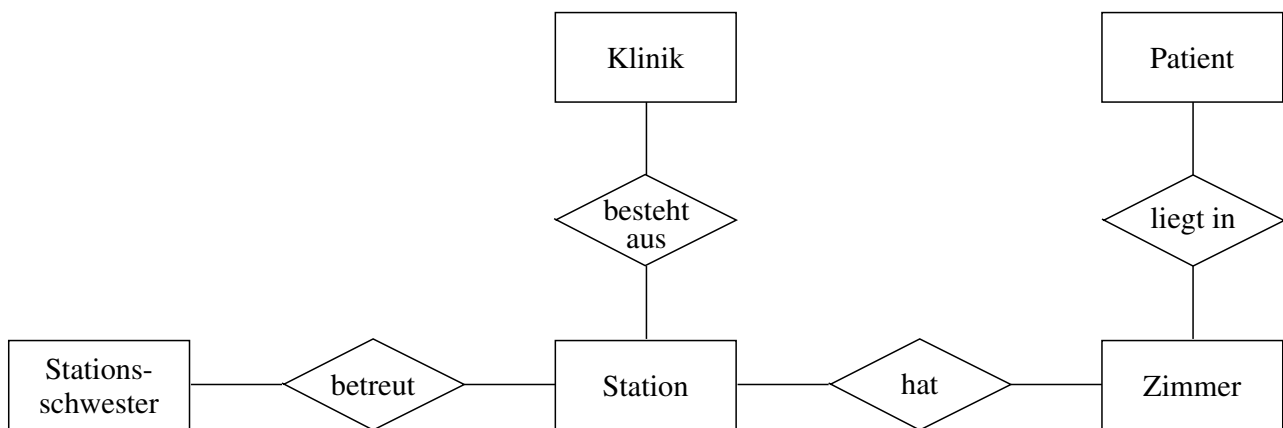 Klinik
Patient
besteht
aus
liegt in
Stations-
schwester
betreut
Station
hat
Zimmer